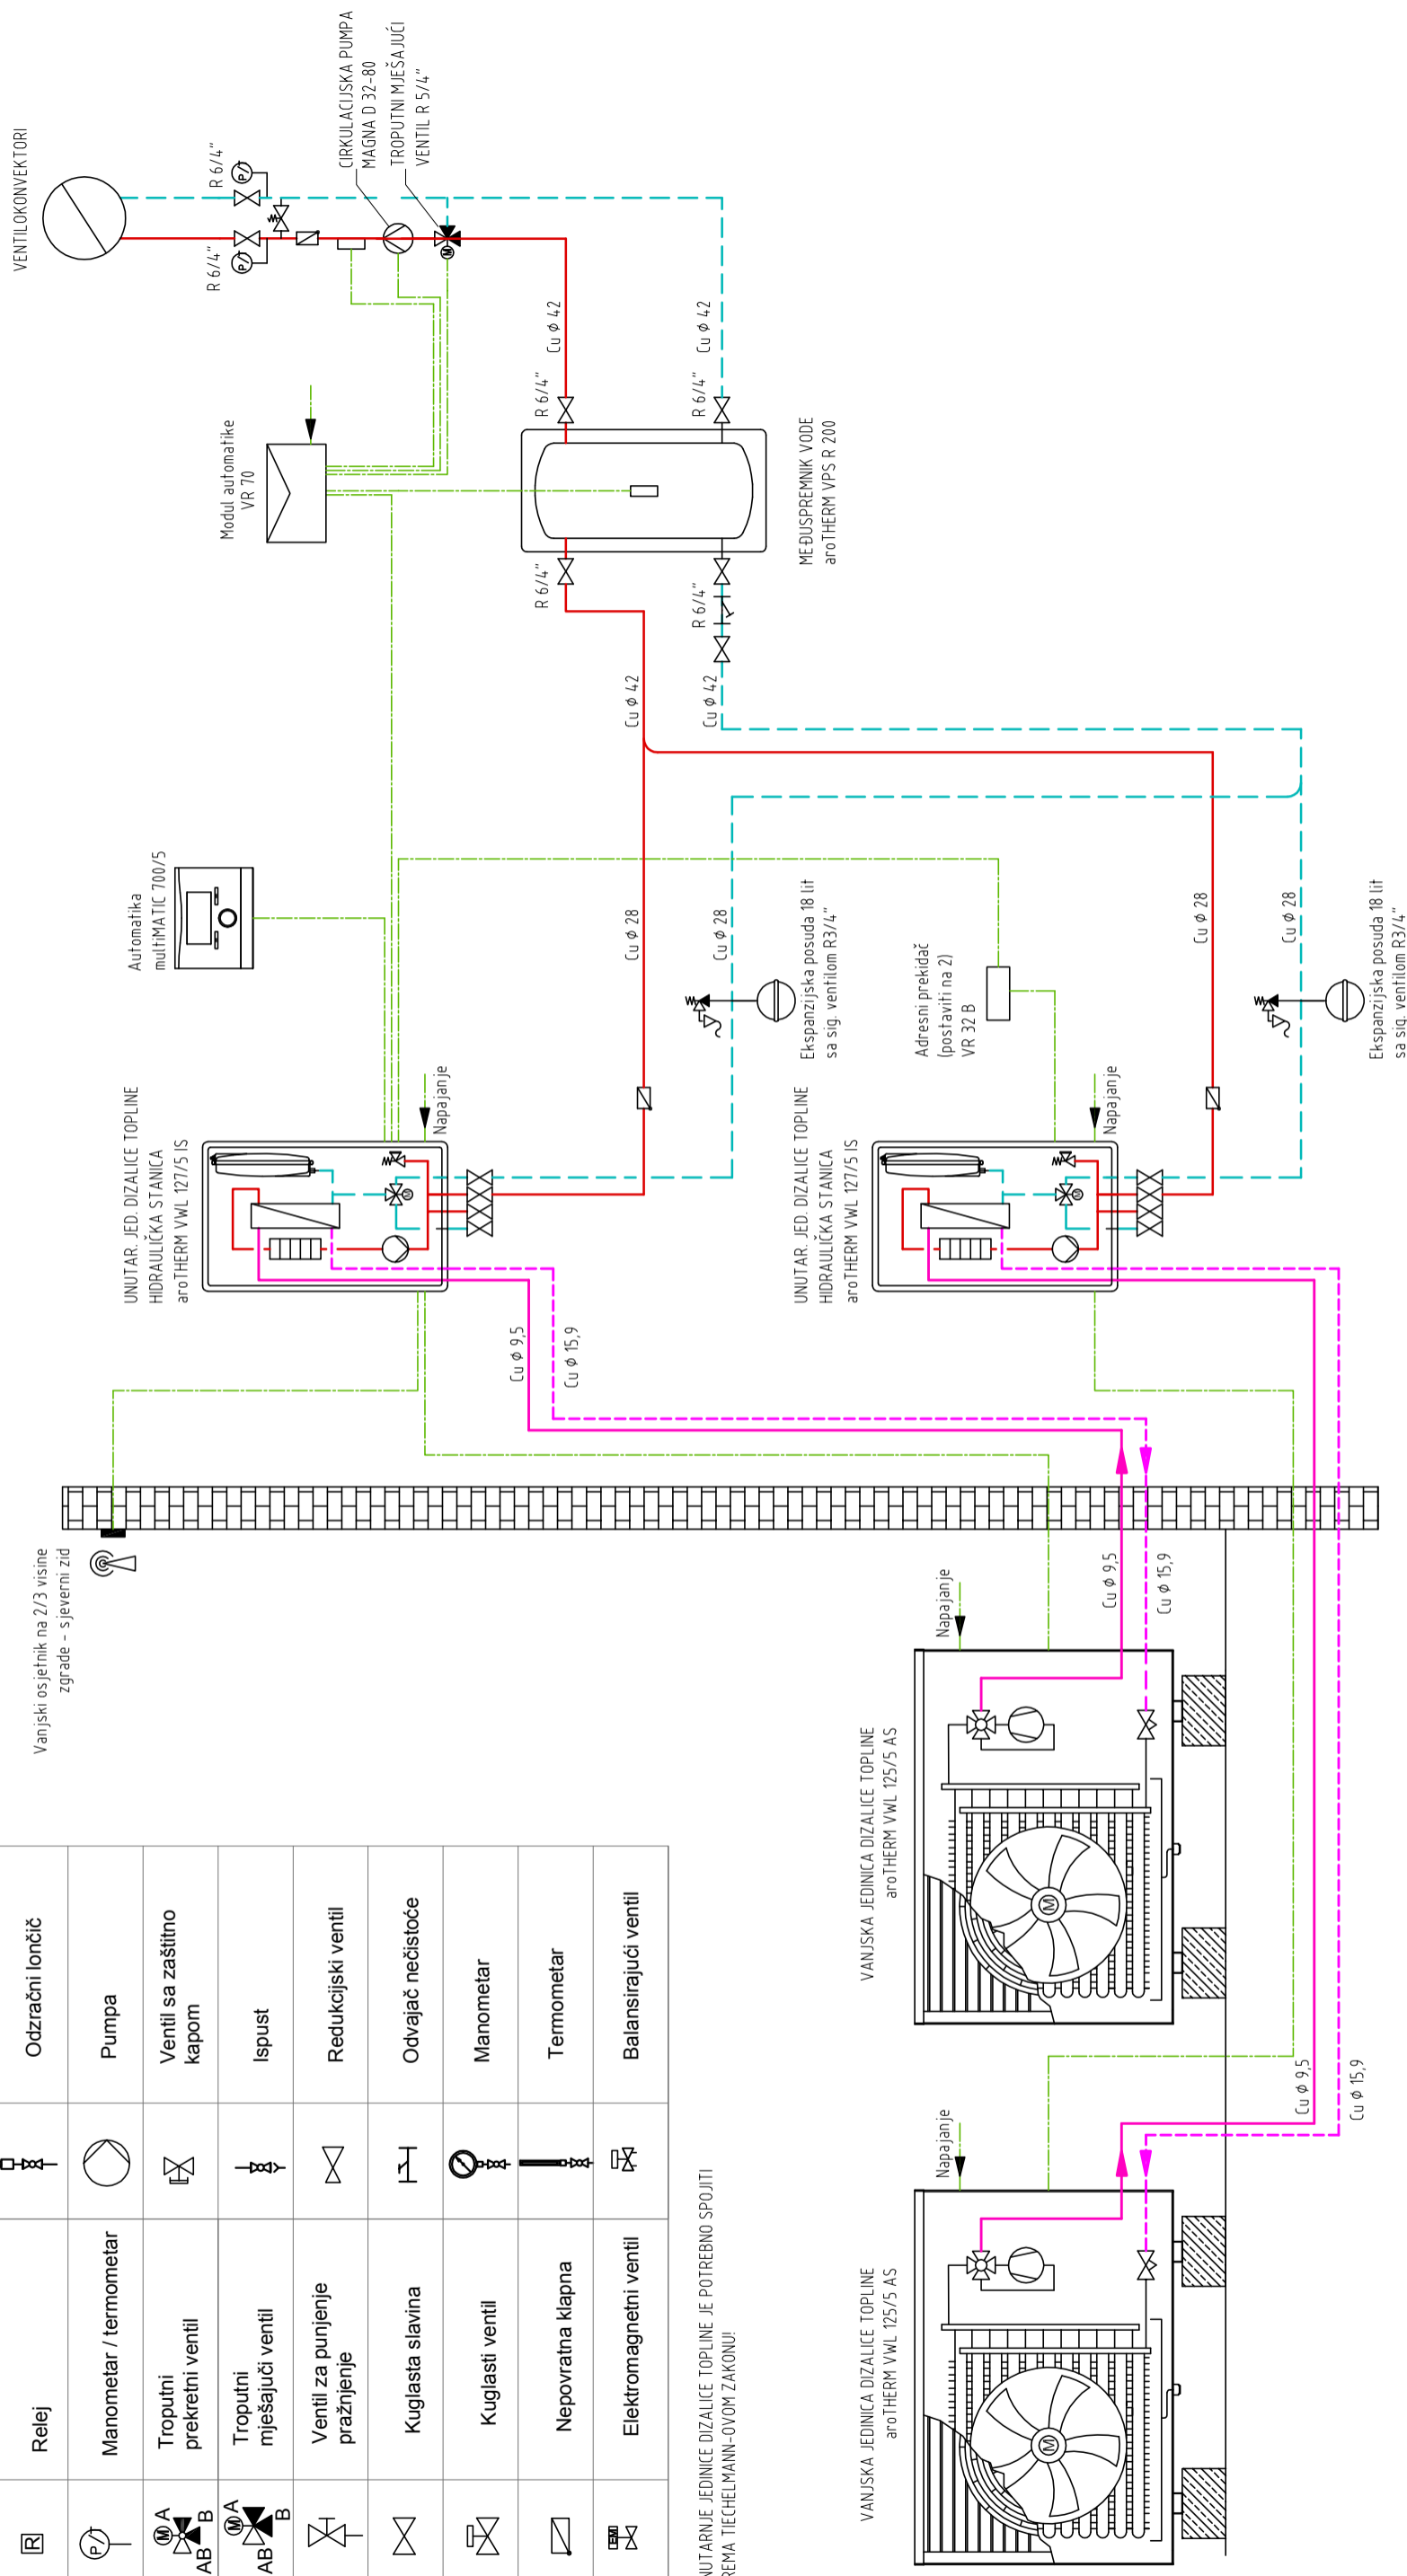 VENTILOKONVEKTORI
R 6/4"
R 6/4"
P/T
P/T
CIRKULACIJSKA PUMPA
MAGNA D 32-80
TROPUTNI MJEŠAJUĆI
VENTIL R 5/4"
M
Modul automatike
VR 70
Cu ϕ 42
Cu ϕ 42
R 6/4"
R 6/4"
MEĐUSPREMNIK VODE
aroTHERM VPS R 200
R 6/4"
R 6/4"
Cu ϕ 42
Cu ϕ 42
Automatika
multiMATIC 700/5
Cu ϕ 28
Cu ϕ 28
Ekspanzijska posuda 18 lit
sa sig. ventilom R3/4"
Adresni prekidač
(postaviti na 2)
VR 32 B
Cu ϕ 28
Cu ϕ 28
Ekspanzijska posuda 18 lit
sa sig. ventilom R3/4"
UNUTAR. JED. DIZALICE TOPLINE
HIDRAULIČKA STANICA
aroTHERM VWL 127/5 IS
Napajanje
M
UNUTAR. JED. DIZALICE TOPLINE
HIDRAULIČKA STANICA
aroTHERM VWL 127/5 IS
Napajanje
M
Cu ϕ 9,5
Cu ϕ 15,9
Vanjski osjetnik na 2/3 visine
zgrade - sjeverni zid
Cu ϕ 9,5
Cu ϕ 15,9
Napajanje
VANJSKA JEDINICA DIZALICE TOPLINE
aroTHERM VWL 125/5 AS
M
Cu ϕ 9,5
Cu ϕ 15,9
Napajanje
VANJSKA JEDINICA DIZALICE TOPLINE
aroTHERM VWL 125/5 AS
M
R
Relej
Odzračni lončić
P/T
Manometar / termometar
Pumpa
M A
AB B
Troputni
prekretni ventil
Ventil sa zaštitno
kapom
M A
AB B
Troputni
mješajuči ventil
Ispust
Ventil za punjenje
pražnjenje
Redukcijski ventil
Kuglasta slavina
Odvajač nečistoće
Kuglasti ventil
Manometar
Nepovratna klapna
Termometar
EM
Elektromagnetni ventil
Balansirajući ventil
NUTARNJE JEDINICE DIZALICE TOPLINE JE POTREBNO SPOJITI
REMA TIECHELMANN-OVOM ZAKONU!